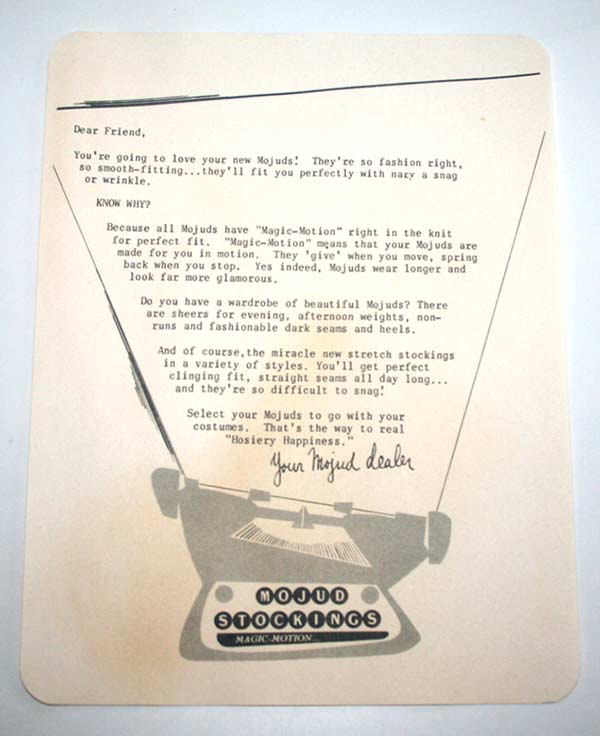 Dear Friend,
You're going to love your new Mojuds! They're so fashion right,
so smooth-fitting...they'll fit you perfectly with nary a snag
or wrinkle.
KNOW WHY?
Because all Mojuds have "Magic-Motion" right in the knit
for perfect fit. "Magic-Motion" means that your Mojuds are
made for you in motion. They 'give' when you move, spring
back when you stop. Yes indeed, Mojuds wear longer and
look far more glamorous.
Do you have a wardrobe of beautiful Mojuds? There
are sheers for evening, afternoon weights, non-
runs and fashionable dark seams and heels.
And of course,the miracle new stretch stockings
in a variety of styles. You'll get perfect
clinging fit, straight seams all day long...
and they're so difficult to snag!
Select your Mojuds to go with your
costumes. That's the way to real
"Hosiery Happiness."
Your Mojud dealer
MOJUD
STOCKINGS
MAGIC-MOTION...